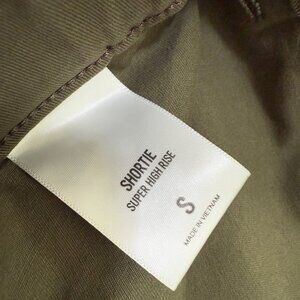 SHORTIE
SUPER HIGH RISE
S
MADE IN VIETNAM